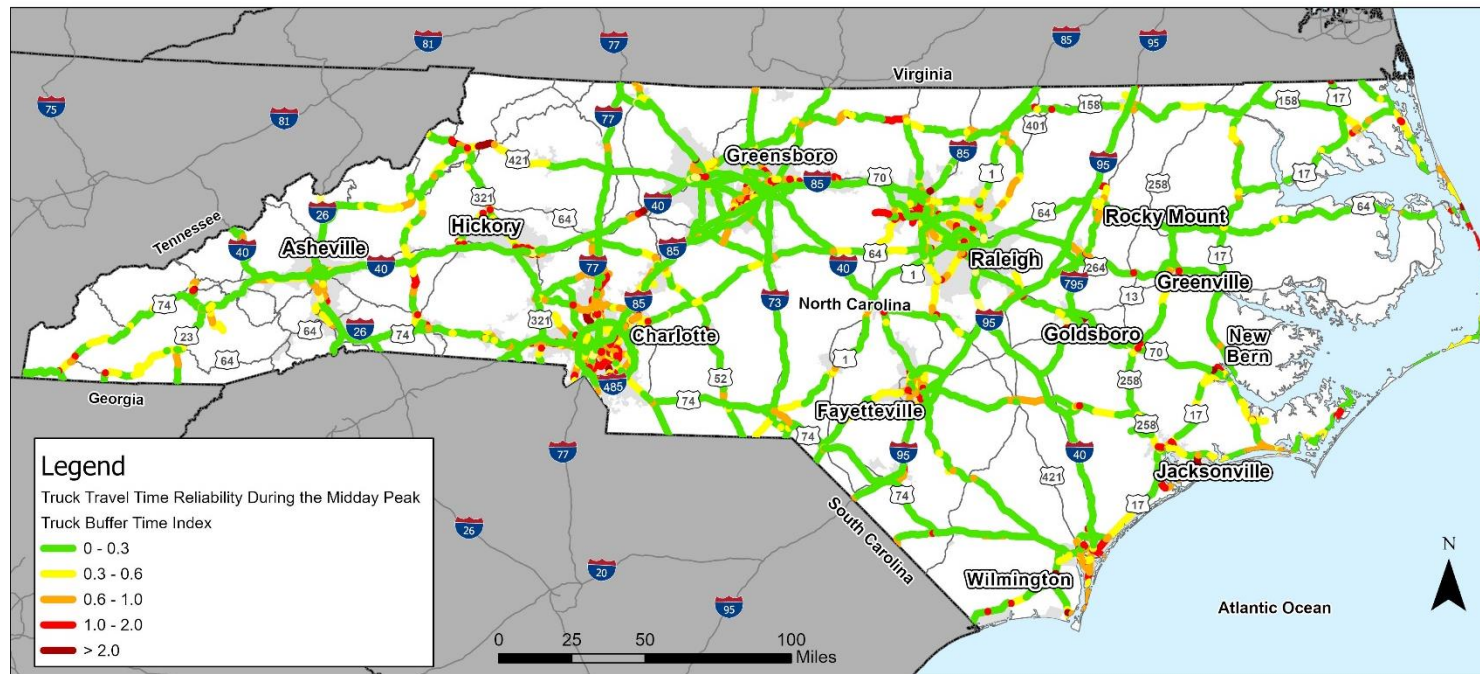 81
77
85
95
Virginia
75
81
77
421
Greensboro
85
70
85
401
158
95
1
258
158
17
17
321
40
64
26
Tennessee
Hickory
Asheville
40
40
77
85
64
40
Raleigh
64
Rocky Mount
64
1
North Carolina
73
264
795
13
Greenville
17
74
23
64
64
26
74
321
85
Charlotte
485
52
74
1
95
Goldsboro
70
New
Bern
258
17
Georgia
Fayetteville
74
95
74
421
40
258
17
Jacksonville
77
26
20
95
South Carolina
Wilmington
Atlantic Ocean
N
Legend
Truck Travel Time Reliability During the Midday Peak
Truck Buffer Time Index
0 - 0.3
0.3 - 0.6
0.6 - 1.0
1.0 - 2.0
> 2.0
0 25 50 100
Miles